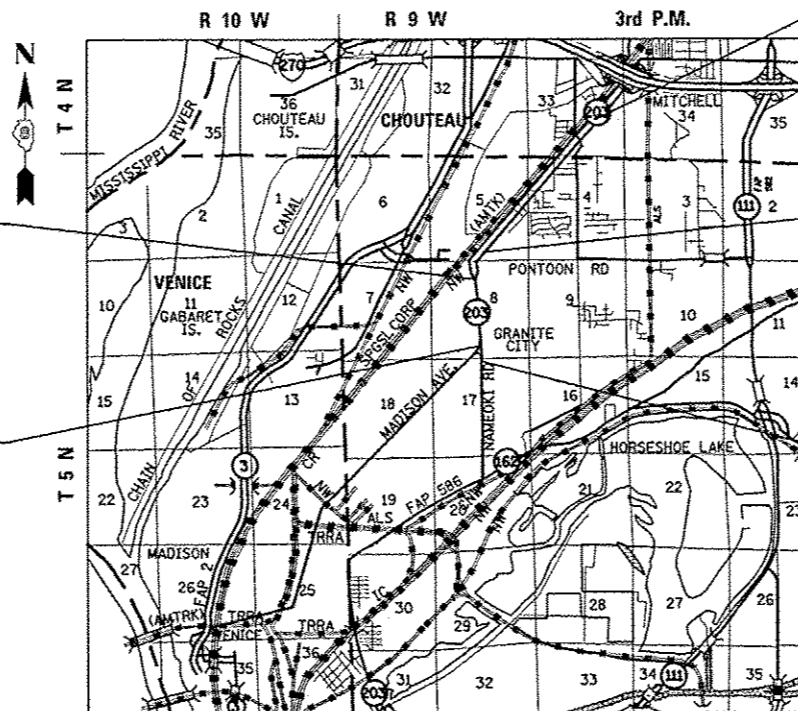 R 10 W
R 9 W
3rd P.M.
N
T 4 N
270
31
32
33
36
CHOUTEAU
IS.
CHOUTEAU
203
MITCHELL
34
35
35
MISSISSIPPI RIVER
1
6
5
(AMTK)
4
3
ALS
111
2
2
3
CANAL
VENICE
11
GABARET
IS.
10
12
7
NW
NW
PONTOON RD
8
9
203
GRANITE
CITY
10
11
ROCKS
SPGSL CORP
14
OF
15
13
18
MADISON AVE.
17
NAMEOKI RD
16
15
14
T 5 N
CHAIN
3
CR
162
HORSESHOE LAKE
22
23
24
NW
19
FAP 586
NW
21
22
23
ALS
TRRA
MADISON
27
26
FAP 2
25
IC
30
29
28
27
26
(AMTRK)
TRRA
VENICE
TRRA
36
35
203
31
32
33
34
111
35